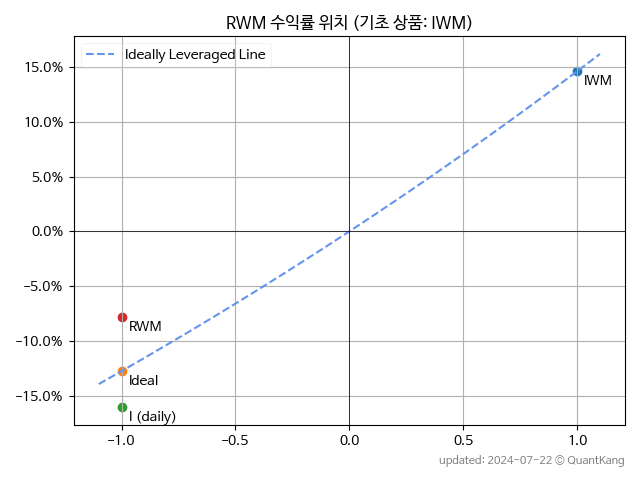 RWM 수익률 위치 (기초 상품: IWM)
Ideally Leveraged Line
15.0%
10.0%
5.0%
0.0%
−5.0%
−10.0%
−15.0%
IWM
RWM
Ideal
I (daily)
−1.0
−0.5
0.0
0.5
1.0
updated: 2024-07-22 © QuantKang